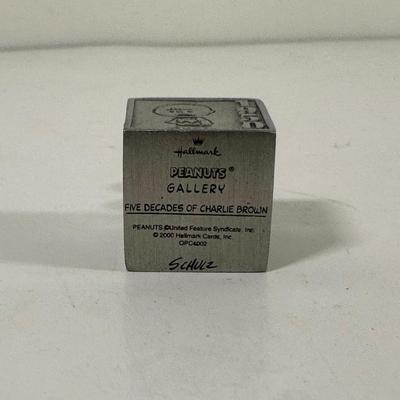 Hallmark
PEANUTS®
GALLERY
FIVE DECADES OF CHARLIE BROWN
PEANUTS © United Feature Syndicate, Inc.
© 2000 Hallmark Cards, Inc.
QPC4002
SCHULZ